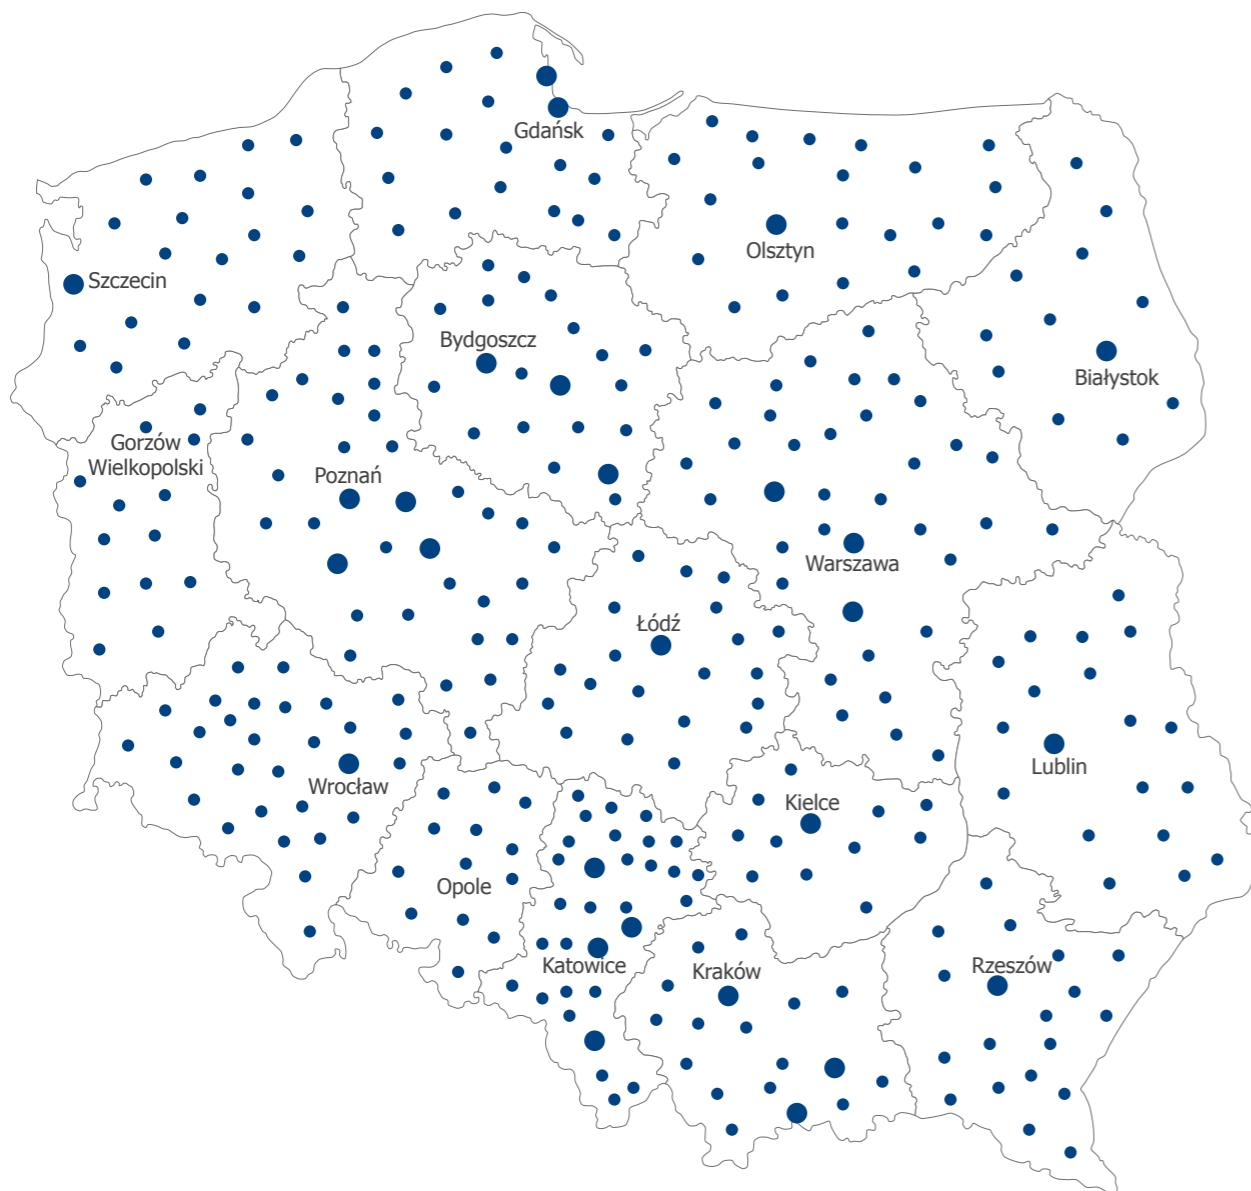 Gdańsk
Olsztyn
Szczecin
Bydgoszcz
Białystok
Gorzów
Wielkopolski
Poznań
Warszawa
Łódź
Lublin
Wrocław
Kielce
Opole
Katowice
Kraków
Rzeszów